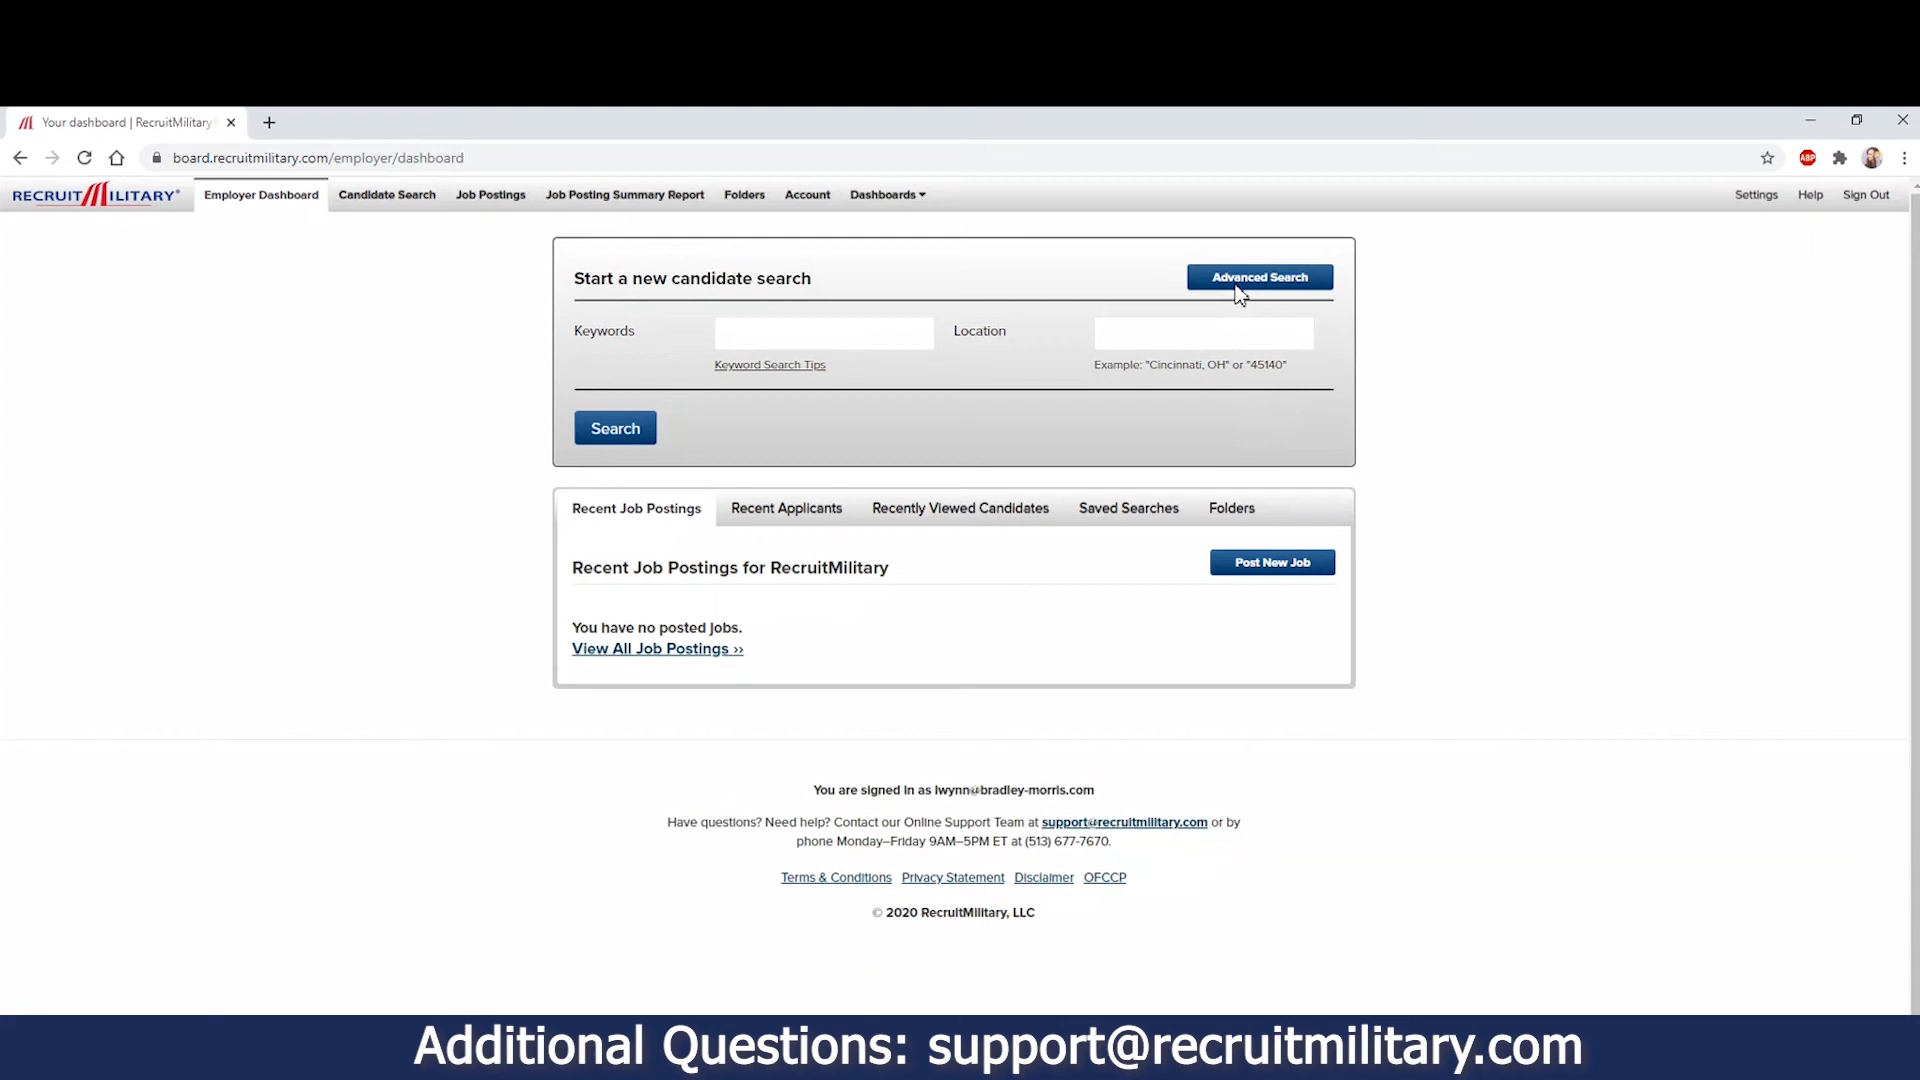 Your dashboard | RecruitMilitary
board.recruitmilitary.com/employer/dashboard
ABP
RECRUITMILITARY® Employer Dashboard Candidate Search Job Postings Job Posting Summary Report Folders Account Dashboards Settings Help Sign Out
Start a new candidate search Advanced Search
Keywords Location
Keyword Search Tips Example: "Cincinnati, OH" or "45140"
Search
Recent Job Postings Recent Applicants Recently Viewed Candidates Saved Searches Folders
Recent Job Postings for RecruitMilitary Post New Job
You have no posted jobs.
View All Job Postings ››
You are signed in as lwynn@bradley-morris.com
Have questions? Need help? Contact our Online Support Team at support@recruitmilitary.com or by
phone Monday–Friday 9AM–5PM ET at (513) 677-7670.
Terms & Conditions Privacy Statement Disclaimer OFCCP
© 2020 RecruitMilitary, LLC
Additional Questions: support@recruitmilitary.com